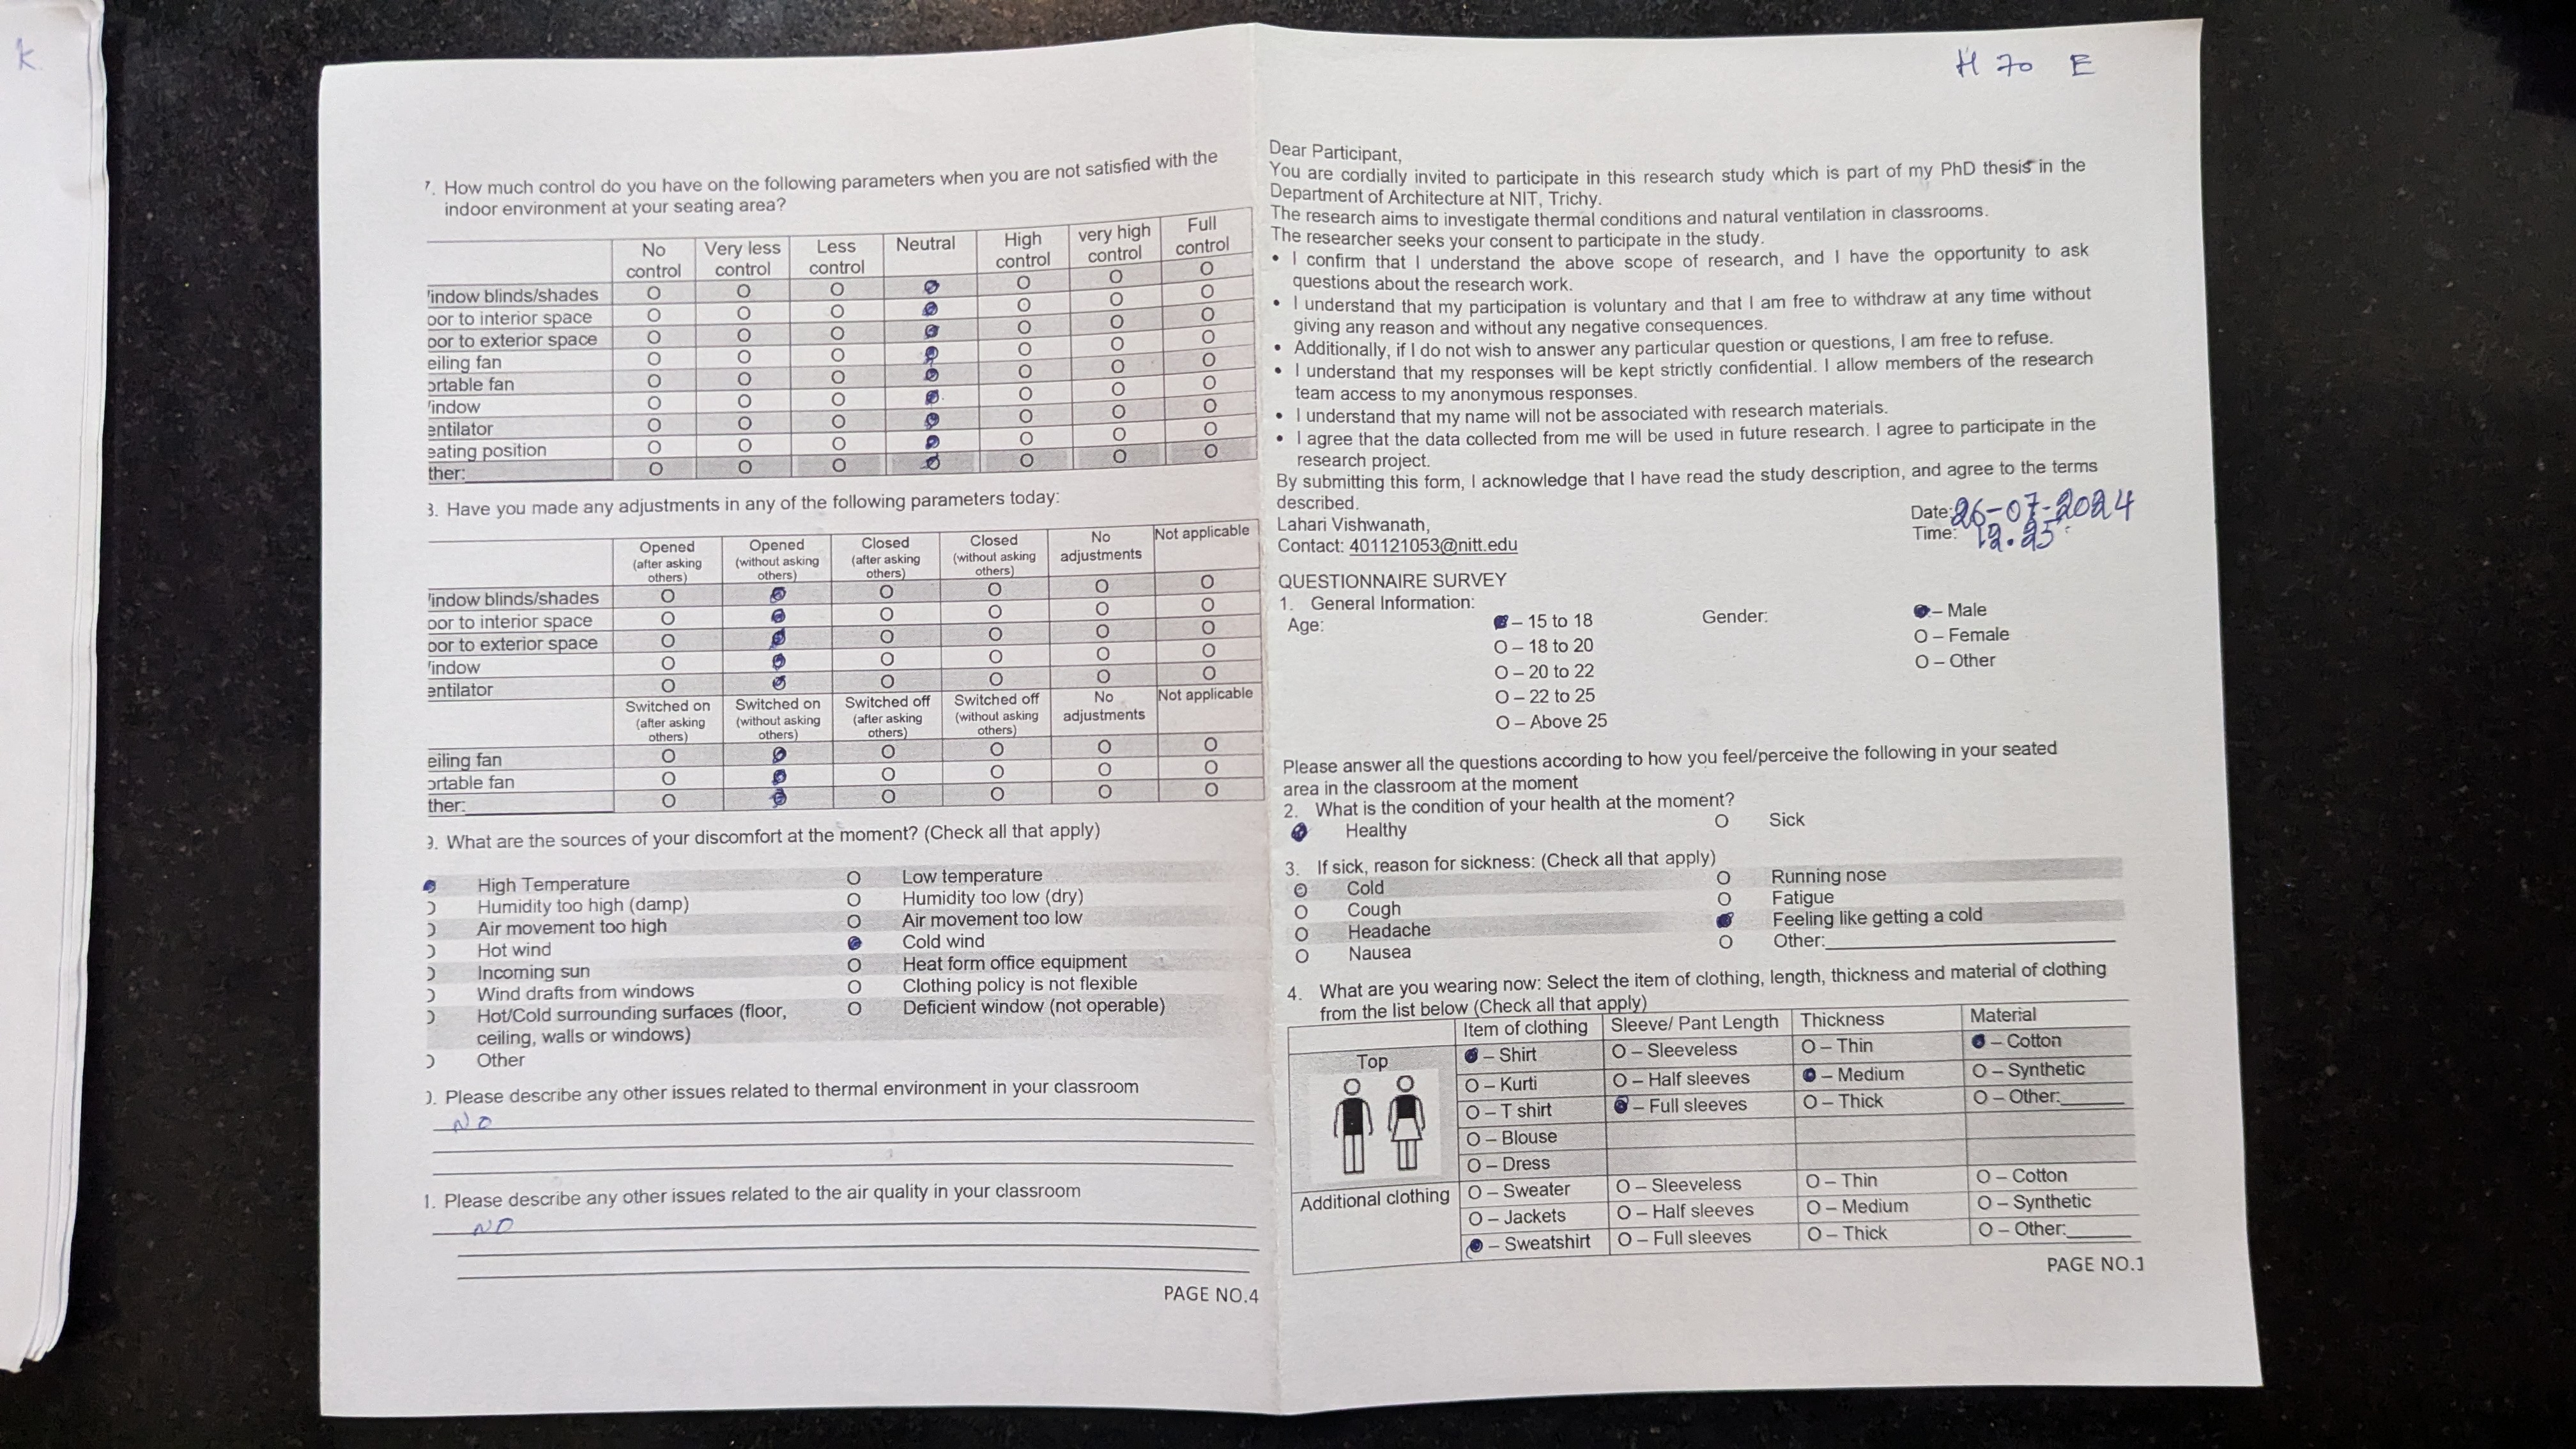 K
7. How much control do you have on the following parameters when you are not satisfied with the
indoor environment at your seating area?
No control Very less control Less control Neutral High control very high control Full control
indow blinds/shades O O O O O O
oor to interior space O O O O O O
oor to exterior space O O O O O O
eiling fan O O O O O O
ortable fan O O O O O O
indow O O O O O O
entilator O O O O O O
eating position O O O O O O
ther: O O O O O O
3. Have you made any adjustments in any of the following parameters today:
Opened (after asking others) Opened (without asking others) Closed (after asking others) Closed (without asking others) No adjustments Not applicable
indow blinds/shades O O O O O
oor to interior space O O O O O
oor to exterior space O O O O O
indow O O O O O
entilator O O O O O
Switched on (after asking others) Switched on (without asking others) Switched off (after asking others) Switched off (without asking others) No adjustments Not applicable
eiling fan O O O O O
ortable fan O O O O O
ther: O O O O O
9. What are the sources of your discomfort at the moment? (Check all that apply)
High Temperature O Low temperature
Humidity too high (damp) O Humidity too low (dry)
Air movement too high O Air movement too low
Hot wind Cold wind
Incoming sun O Heat form office equipment
Wind drafts from windows O Clothing policy is not flexible
Hot/Cold surrounding surfaces (floor, O Deficient window (not operable)
ceiling, walls or windows)
Other
). Please describe any other issues related to thermal environment in your classroom
NO
1. Please describe any other issues related to the air quality in your classroom
NO
PAGE NO.4
H 70 E
Dear Participant,
You are cordially invited to participate in this research study which is part of my PhD thesis in the
Department of Architecture at NIT, Trichy.
The research aims to investigate thermal conditions and natural ventilation in classrooms.
The researcher seeks your consent to participate in the study.
• I confirm that I understand the above scope of research, and I have the opportunity to ask
questions about the research work.
• I understand that my participation is voluntary and that I am free to withdraw at any time without
giving any reason and without any negative consequences.
• Additionally, if I do not wish to answer any particular question or questions, I am free to refuse.
• I understand that my responses will be kept strictly confidential. I allow members of the research
team access to my anonymous responses.
• I understand that my name will not be associated with research materials.
• I agree that the data collected from me will be used in future research. I agree to participate in the
research project.
By submitting this form, I acknowledge that I have read the study description, and agree to the terms
described.
Lahari Vishwanath,
Contact: 401121053@nitt.edu
Date: 26-07-2024
Time: 12.25
QUESTIONNAIRE SURVEY
1. General Information:
Age: – 15 to 18 Gender: – Male
O – 18 to 20 O – Female
O – 20 to 22 O – Other
O – 22 to 25
O – Above 25
Please answer all the questions according to how you feel/perceive the following in your seated
area in the classroom at the moment
2. What is the condition of your health at the moment?
Healthy O Sick
3. If sick, reason for sickness: (Check all that apply)
O Cold O Running nose
O Cough O Fatigue
O Headache Feeling like getting a cold
O Nausea O Other:
4. What are you wearing now: Select the item of clothing, length, thickness and material of clothing
from the list below (Check all that apply)
Item of clothing Sleeve/ Pant Length Thickness Material
Top – Shirt O – Sleeveless O – Thin – Cotton
O – Kurti O – Half sleeves – Medium O – Synthetic
O – T shirt – Full sleeves O – Thick O – Other:
O – Blouse
O – Dress
Additional clothing O – Sweater O – Sleeveless O – Thin O – Cotton
O – Jackets O – Half sleeves O – Medium O – Synthetic
– Sweatshirt O – Full sleeves O – Thick O – Other:
PAGE NO.1